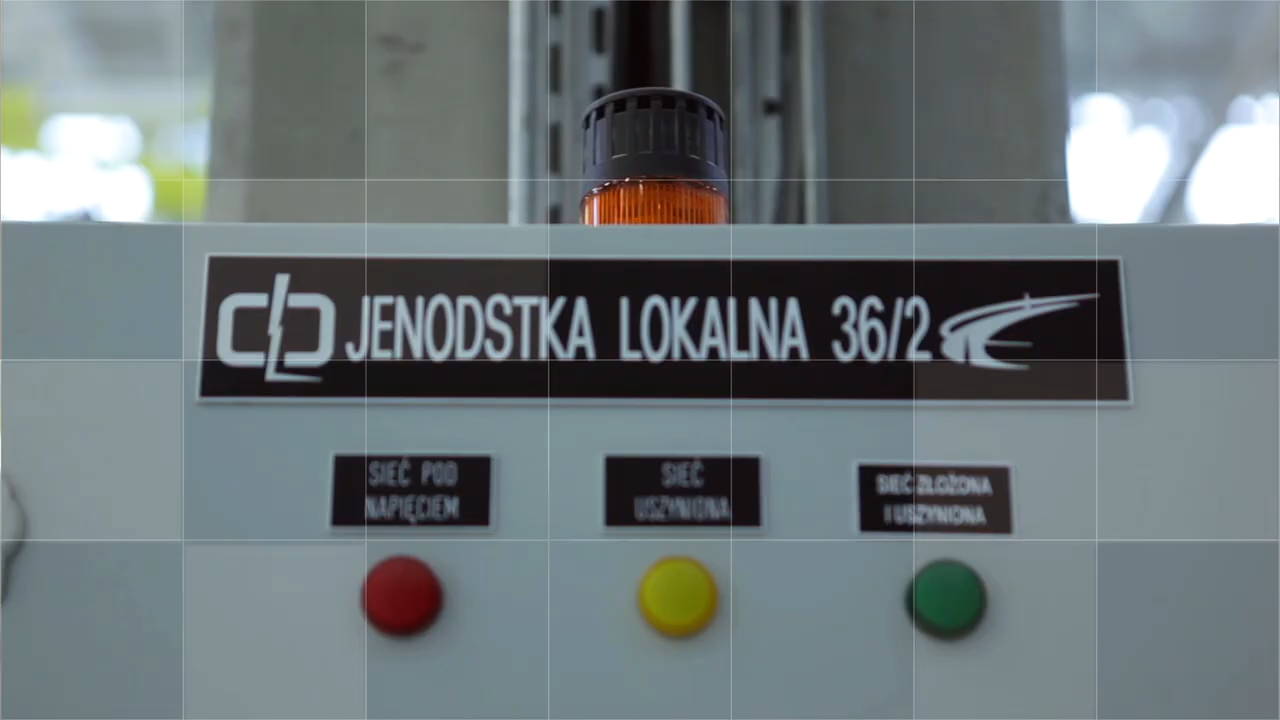 JENODSTKA LOKALNA 36/2
SIEĆ POD
NAPIĘCIEM
SIEĆ
USZYNIONA
SIEĆ ZŁOŻONA
I USZYNIONA